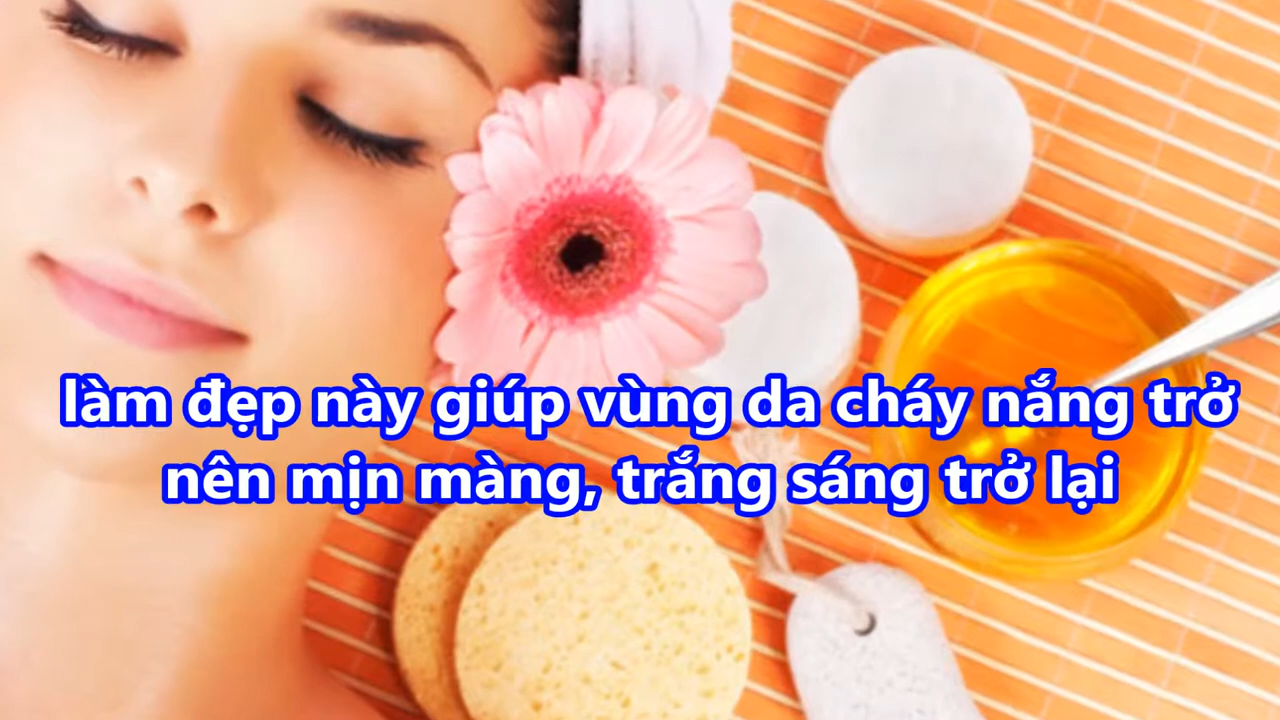 làm đẹp này giúp vùng da cháy nắng trở
nên mịn màng, trắng sáng trở lại